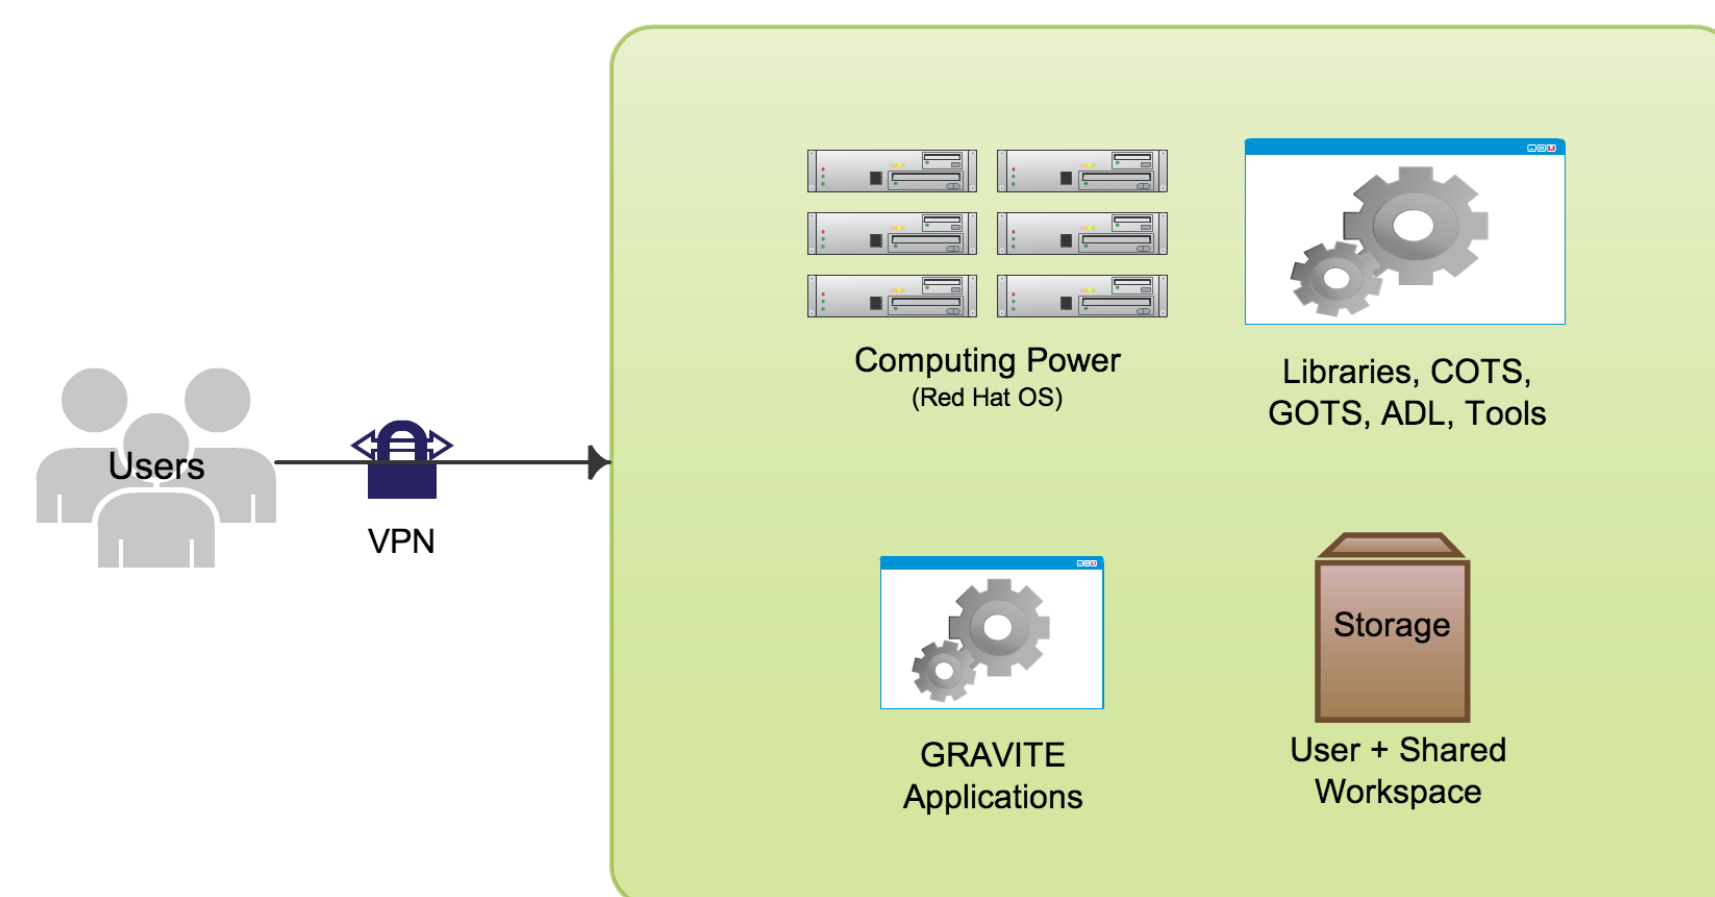 Users
VPN
Computing Power
(Red Hat OS)
Libraries, COTS,
GOTS, ADL, Tools
GRAVITE
Applications
Storage
User + Shared
Workspace